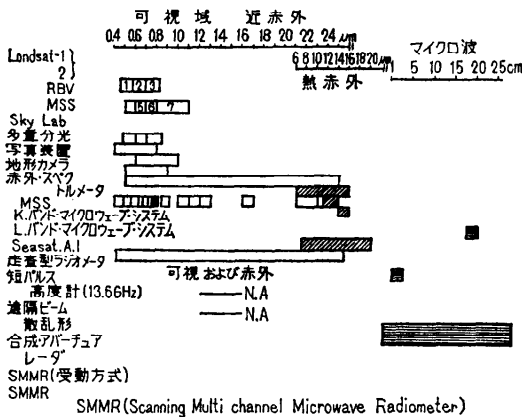 可視域 近赤外
0.4 0.6 0.8 1.0 1.2 1.4 1.6 1.8 2.0 22 24 μm
6 8 10 12 14 16 18 20 μm
熱赤外
マイクロ波
1 5 10 15 20 25cm
Londsat-1
2
RBV 1 2 3
MSS 5 6 7
Sky Lab
多重分光
写真装置
地形カメラ
赤外・スペク
トルメータ
MSS
K.バンド・マイクロウェーブ・システム
L.バンド・マイクロウェーブ・システム
Seasat.A.1
走査型ラジオメータ
可視および赤外
短パルス
高度計(13.66Hz) N.A
遠隔ビーム N.A
散乱形
合成アパーチュア
レーダ
SMMR(受動方式)
SMMR
SMMR(Scanning Multi channel Microwave Radiometer)